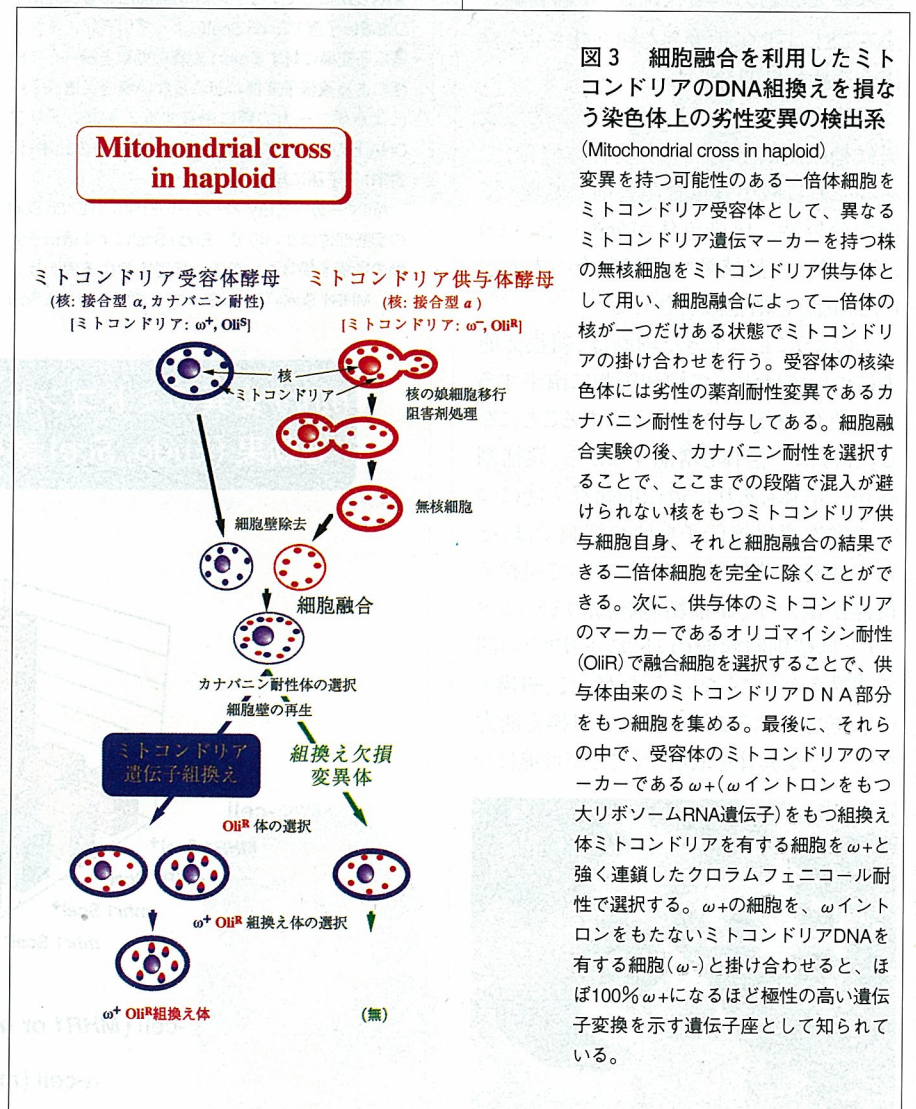 図3　細胞融合を利用したミト
コンドリアのDNA組換えを損な
う染色体上の劣性変異の検出系
(Mitochondrial cross in haploid)
変異を持つ可能性のある一倍体細胞を
ミトコンドリア受容体として、異なる
ミトコンドリア遺伝マーカーを持つ株
の無核細胞をミトコンドリア供与体と
して用い、細胞融合によって一倍体の
核が一つだけある状態でミトコンドリ
アの掛け合わせを行う。受容体の核染
色体には劣性の薬剤耐性変異であるカ
ナバニン耐性を付与してある。細胞融
合実験の後、カナバニン耐性を選択す
ることで、ここまでの段階で混入が避
けられない核をもつミトコンドリア供
与細胞自身、それと細胞融合の結果で
きる二倍体細胞を完全に除くことがで
きる。次に、供与体のミトコンドリア
のマーカーであるオリゴマイシン耐性
(OliR)で融合細胞を選択することで、供
与体由来のミトコンドリアDNA部分
をもつ細胞を集める。最後に、それら
の中で、受容体のミトコンドリアのマ
ーカーであるω+(ωイントロンをもつ
大リボソームRNA遺伝子)をもつ組換え
体ミトコンドリアを有する細胞をω+と
強く連鎖したクロラムフェニコール耐
性で選択する。ω+の細胞を、ωイント
ロンをもたないミトコンドリアDNAを
有する細胞(ω-)と掛け合わせると、ほ
ぼ100%ω+になるほど極性の高い遺伝
子変換を示す遺伝子座として知られて
いる。
Mitohondrial cross
in haploid
ミトコンドリア受容体酵母
(核: 接合型 α, カナバニン耐性)
[ミトコンドリア: ω⁺, Oliˢ]
ミトコンドリア供与体酵母
(核: 接合型 a)
[ミトコンドリア: ω⁻, Oliᴿ]
核
ミトコンドリア
核の娘細胞移行
阻害剤処理
無核細胞
細胞壁除去
細胞融合
カナバニン耐性体の選択
細胞壁の再生
ミトコンドリア
遺伝子組換え
組換え欠損
変異体
Oliᴿ 体の選択
ω⁺ Oliᴿ 組換え体の選択
ω⁺ Oliᴿ組換え体
(無)